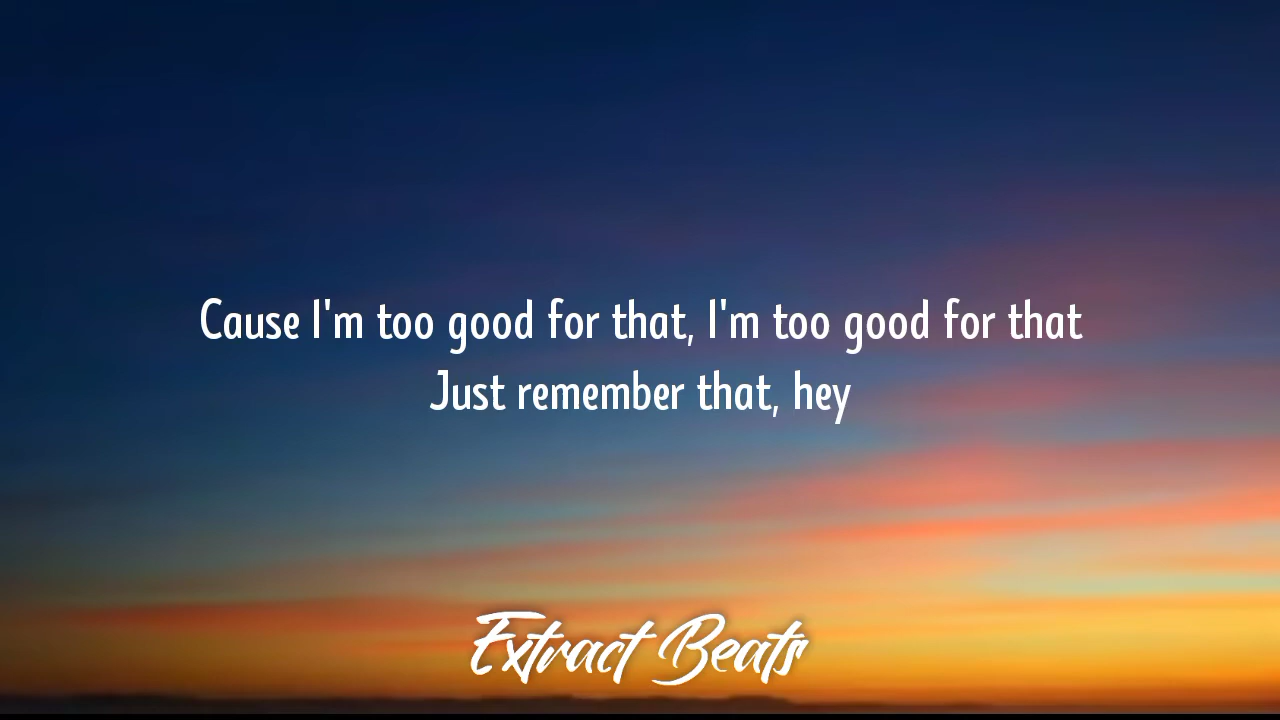 Cause I'm too good for that, I'm too good for that
Just remember that, hey
Extract Beats